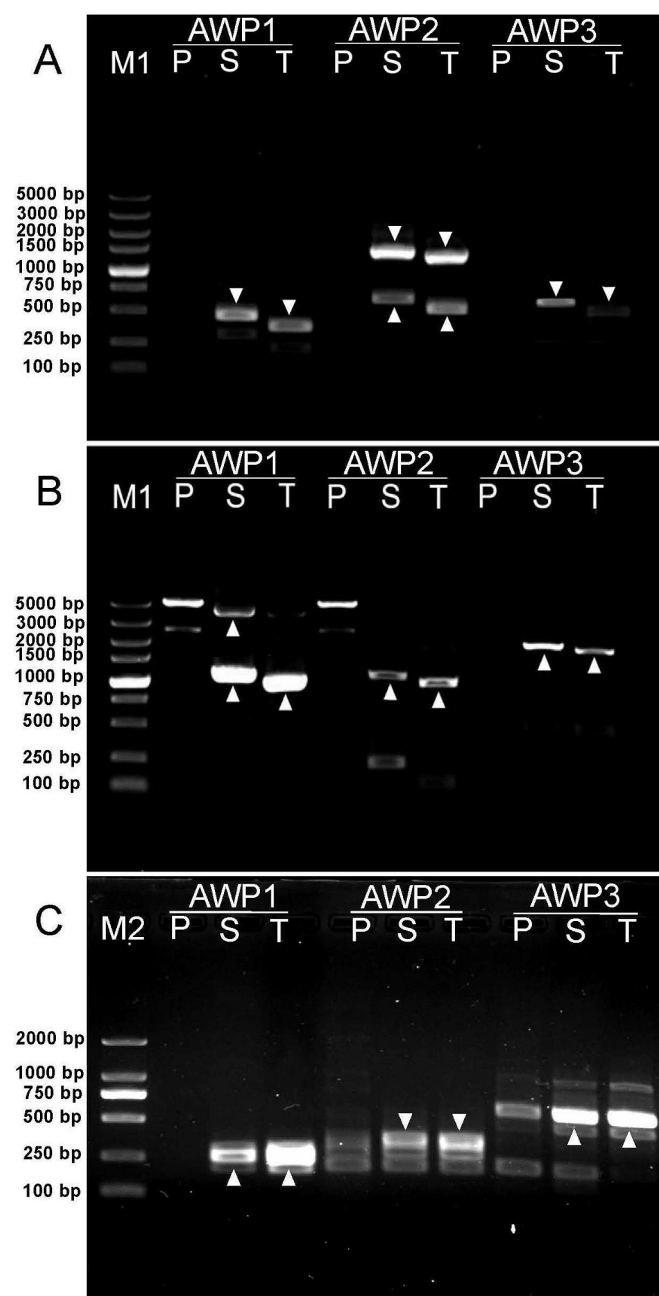 A
AWP1 AWP2 AWP3
M1 P S T P S T P S T
5000 bp
3000 bp
2000 bp
1500 bp
1000 bp
750 bp
500 bp
250 bp
100 bp
B
AWP1 AWP2 AWP3
M1 P S T P S T P S T
5000 bp
3000 bp
2000 bp
1500 bp
1000 bp
750 bp
500 bp
250 bp
100 bp
C
AWP1 AWP2 AWP3
M2 P S T P S T P S T
2000 bp
1000 bp
750 bp
500 bp
250 bp
100 bp